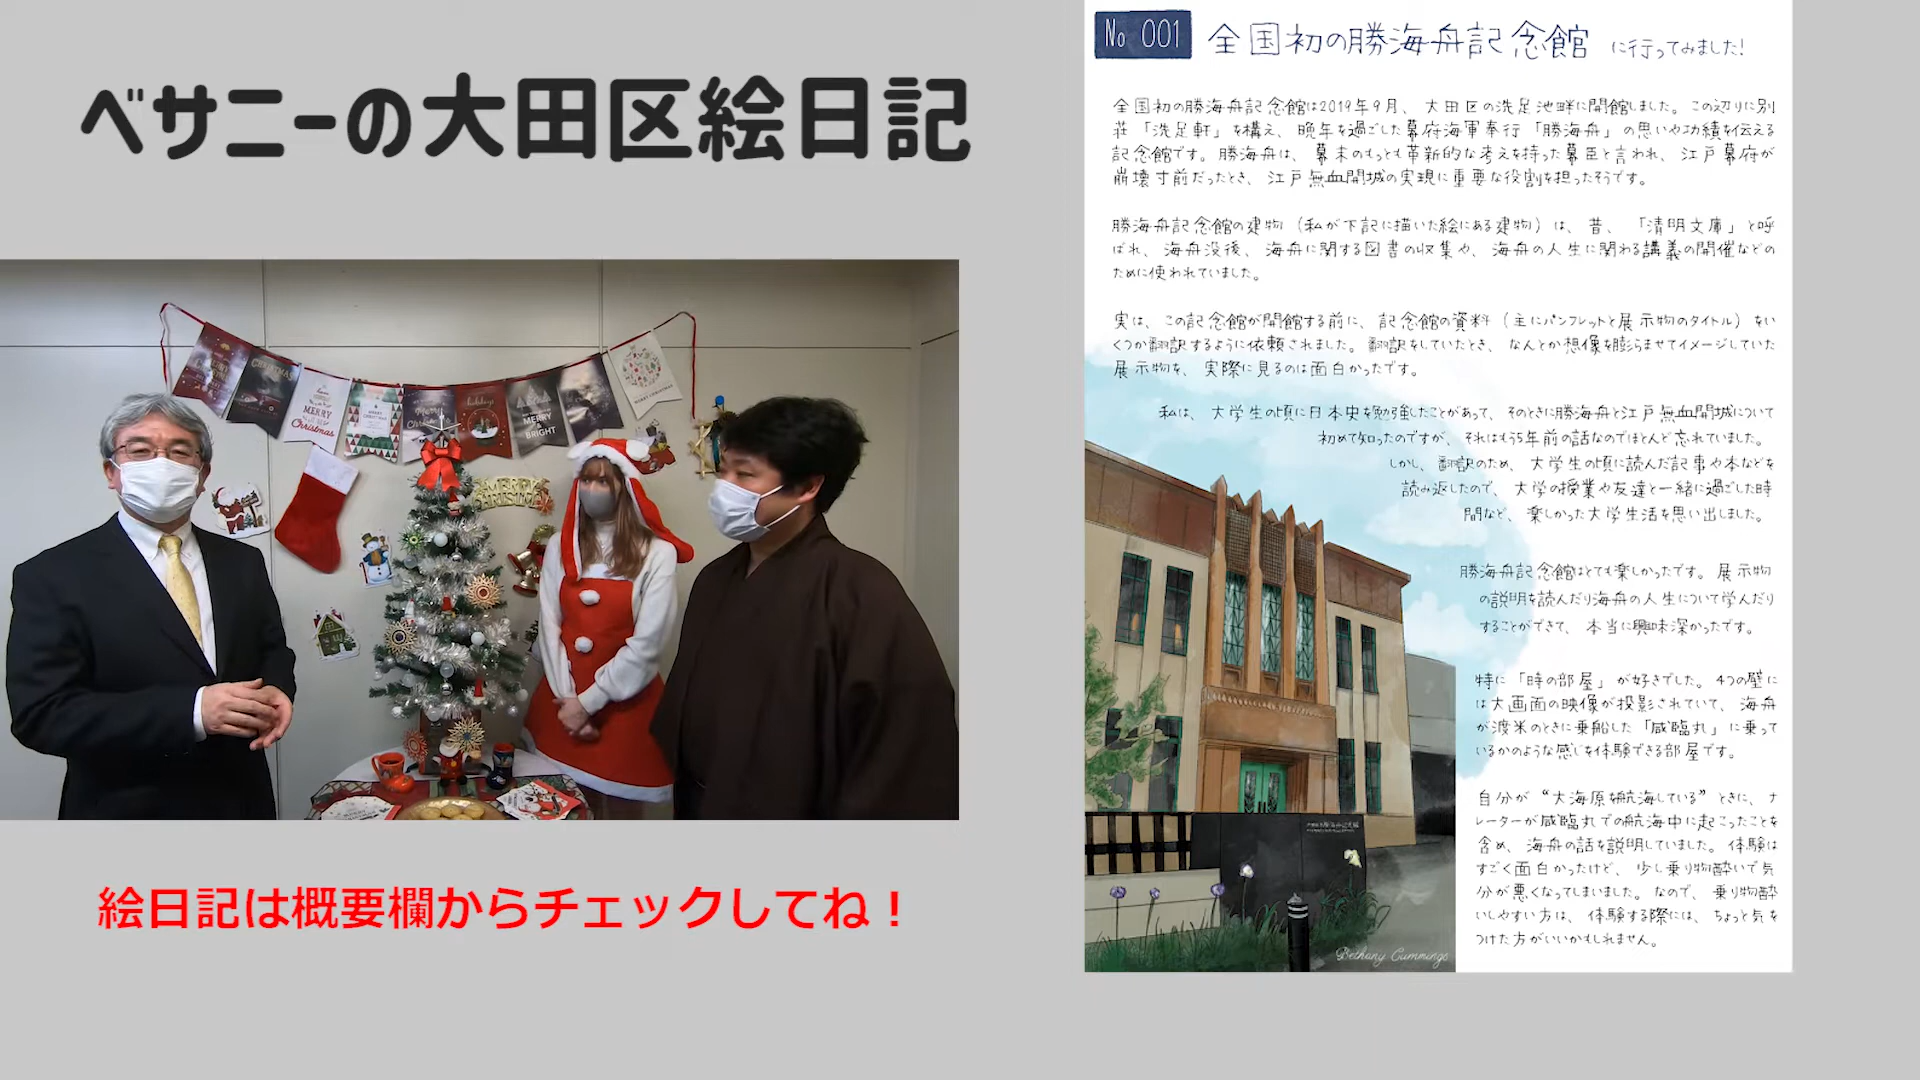 ベサニーの大田区絵日記
MERRY CHRISTMAS
CHRISTMAS
MERRY
Christmas
Merry
Christmas
Holidays
MERRY
&
BRIGHT
MERRY
CHRISTMAS
絵日記は概要欄からチェックしてね！
No 001
全国初の勝海舟記念館 に行ってみました!
全国初の勝海舟記念館は2019年9月、大田区の洗足池畔に開館しました。この辺りに別
荘「洗足軒」を構え、晩年を過ごした幕府海軍奉行「勝海舟」の思いや功績を伝える
記念館です。勝海舟は、幕末のもっとも革新的な考えを持った幕臣と言われ、江戸幕府が
崩壊寸前だったとき、江戸無血開城の実現に重要な役割を担ったそうです。
勝海舟記念館の建物（私が下記に描いた絵にある建物）は、昔、「清明文庫」と呼
ばれ、海舟没後、海舟に関する図書の収集や、海舟の人生に関わる講義の開催などの
ために使われていました。
実は、この記念館が開館する前に、記念館の資料（主にパンフレットと展示物のタイトル）をい
くつか翻訳するように依頼されました。翻訳をしていたとき、なんとか想像を膨らませてイメージしていた
展示物を、実際に見るのは面白かったです。
私は、大学生の頃に日本史を勉強したことがあって、そのときに勝海舟と江戸無血開城について
初めて知ったのですが、それはもう5年前の話なのでほとんど忘れていました。
しかし、翻訳のため、大学生の頃に読んだ記事や本などを
読み返したので、大学の授業や友達と一緒に過ごした時
間など、楽しかった大学生活を思い出しました。
勝海舟記念館はとても楽しかったです。展示物
の説明を読んだり海舟の人生について学んだり
することができて、本当に興味深かったです。
特に「時の部屋」が好きでした。4つの壁に
は大画面の映像が投影されていて、海舟
が渡米のときに乗船した「咸臨丸」に乗って
いるかのような感じを体験できる部屋です。
自分が“大海原を航海している”ときに、ナ
レーターが咸臨丸での航海中に起こったことを
含め、海舟の話を説明していました。体験は
すごく面白かったけど、少し乗り物酔いで気
分が悪くなってしまいました。なので、乗り物酔
いしやすい方は、体験する際には、ちょっと気を
つけた方がいいかもしれません。
Bethany Cummings